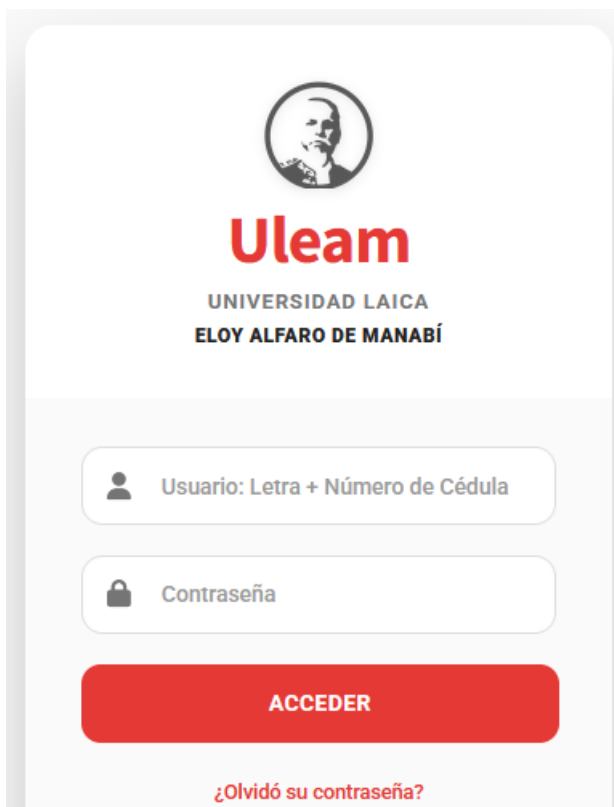 Uleam
UNIVERSIDAD LAICA
ELOY ALFARO DE MANABÍ
Usuario: Letra + Número de Cédula
Contraseña
ACCEDER
¿Olvidó su contraseña?